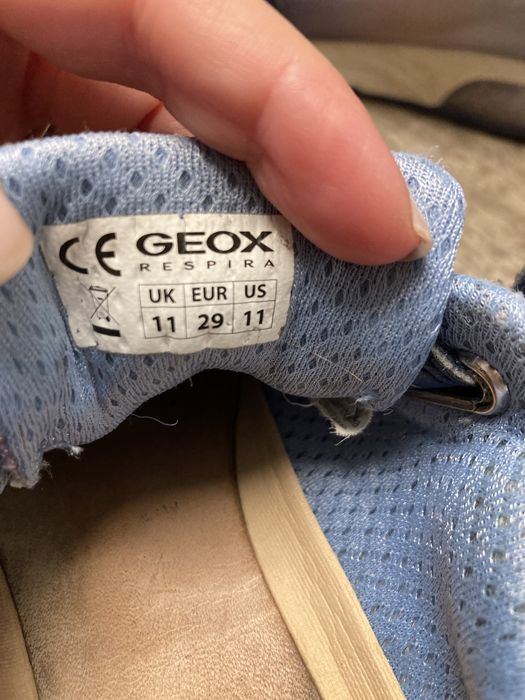 CE GEOX
RESPIRA
UK EUR US
11 29 11